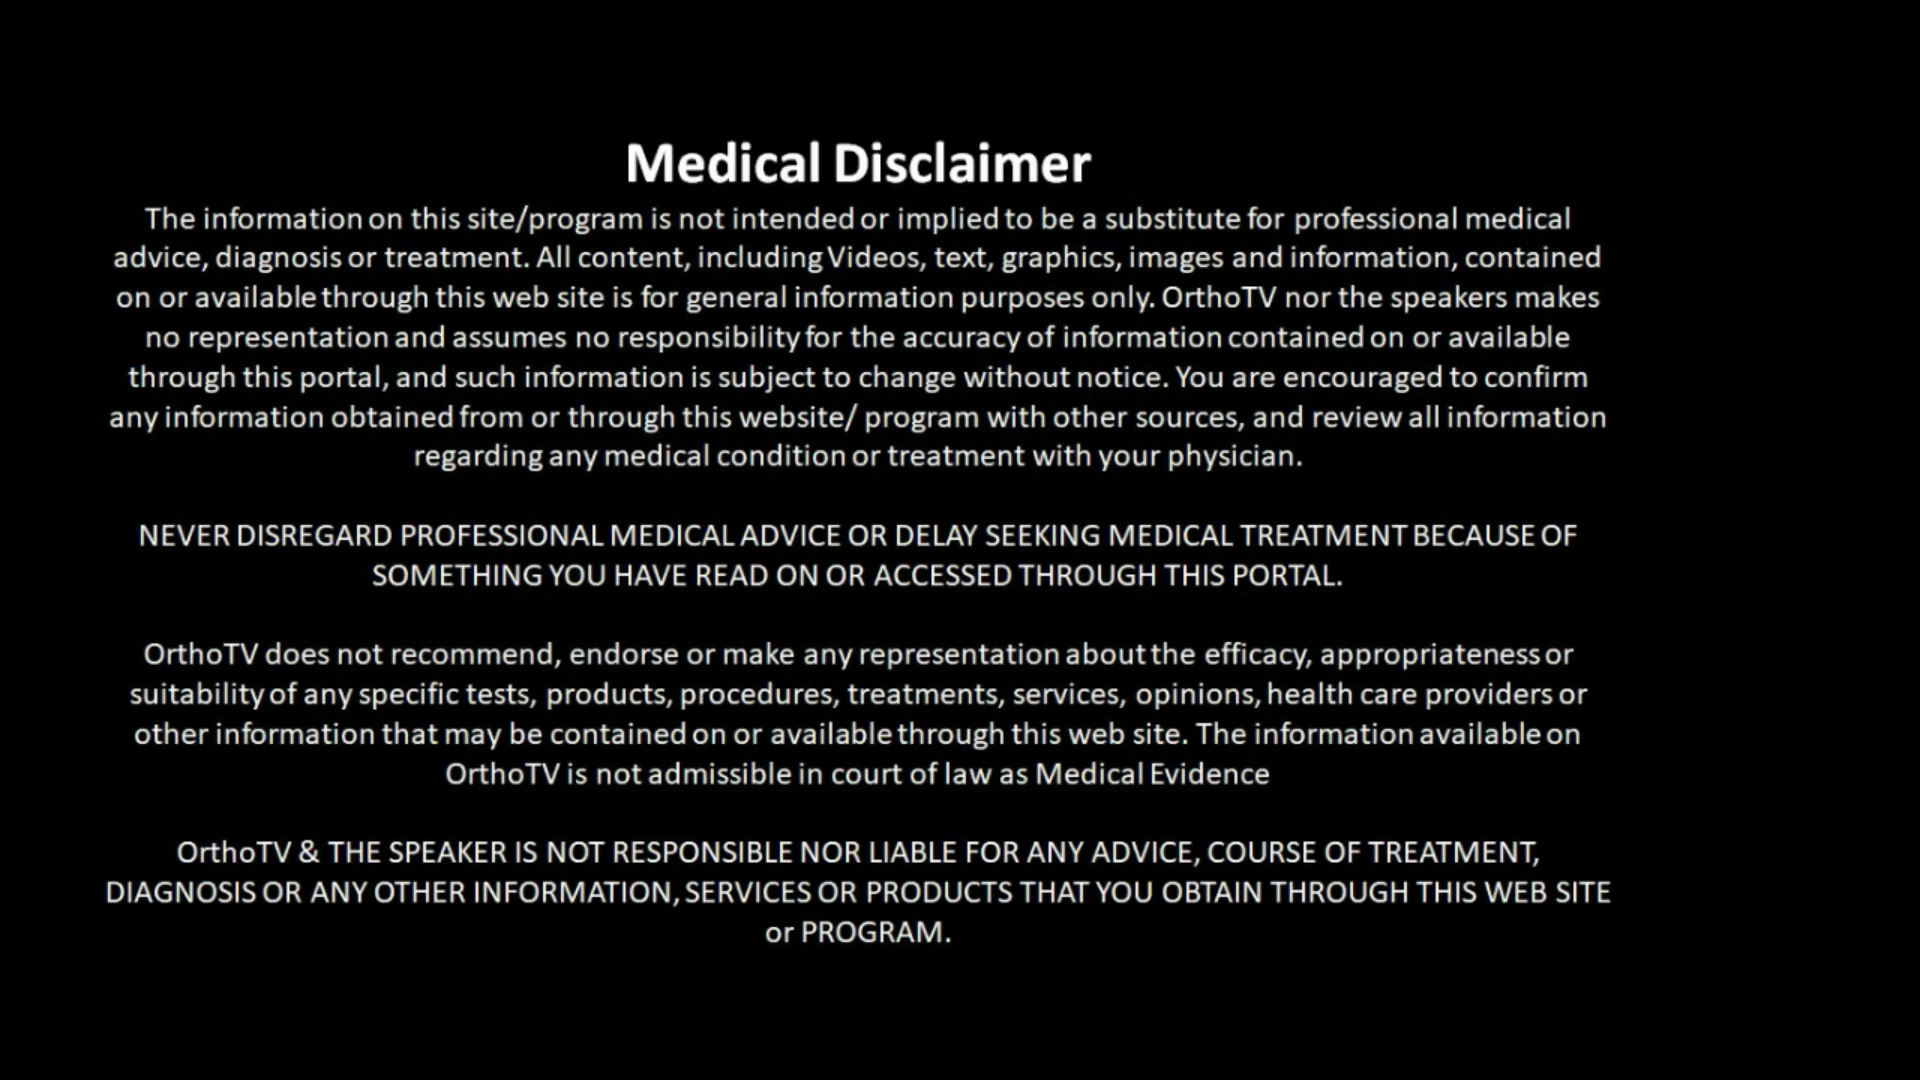 Medical Disclaimer
The information on this site/program is not intended or implied to be a substitute for professional medical
advice, diagnosis or treatment. All content, including Videos, text, graphics, images and information, contained
on or available through this web site is for general information purposes only. OrthoTV nor the speakers makes
no representation and assumes no responsibility for the accuracy of information contained on or available
through this portal, and such information is subject to change without notice. You are encouraged to confirm
any information obtained from or through this website/ program with other sources, and review all information
regarding any medical condition or treatment with your physician.
NEVER DISREGARD PROFESSIONAL MEDICAL ADVICE OR DELAY SEEKING MEDICAL TREATMENT BECAUSE OF
SOMETHING YOU HAVE READ ON OR ACCESSED THROUGH THIS PORTAL.
OrthoTV does not recommend, endorse or make any representation about the efficacy, appropriateness or
suitability of any specific tests, products, procedures, treatments, services, opinions, health care providers or
other information that may be contained on or available through this web site. The information available on
OrthoTV is not admissible in court of law as Medical Evidence
OrthoTV & THE SPEAKER IS NOT RESPONSIBLE NOR LIABLE FOR ANY ADVICE, COURSE OF TREATMENT,
DIAGNOSIS OR ANY OTHER INFORMATION, SERVICES OR PRODUCTS THAT YOU OBTAIN THROUGH THIS WEB SITE
or PROGRAM.